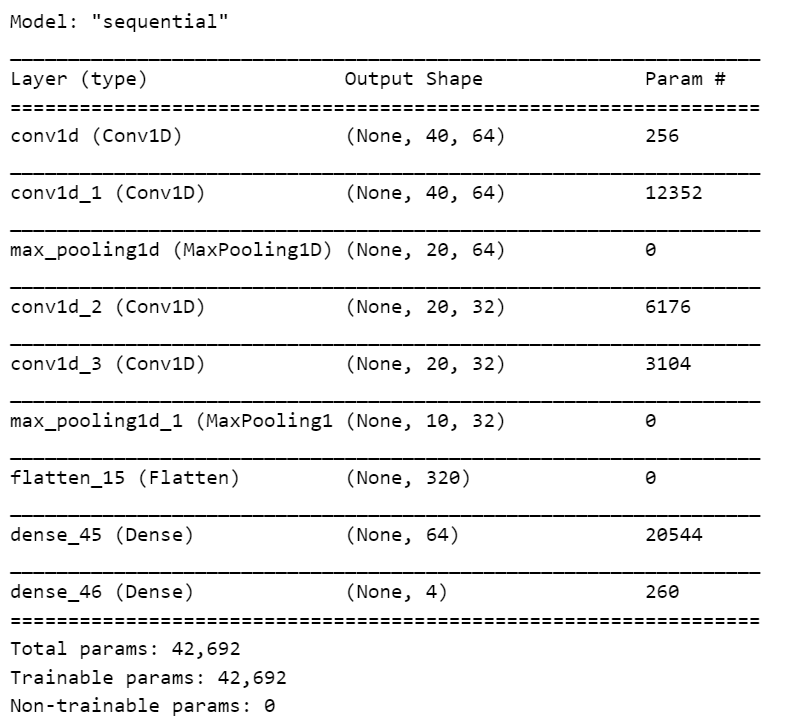 Model: "sequential"
_________________________________________________________________
Layer (type) Output Shape Param #
=================================================================
conv1d (Conv1D) (None, 40, 64) 256
_________________________________________________________________
conv1d_1 (Conv1D) (None, 40, 64) 12352
_________________________________________________________________
max_pooling1d (MaxPooling1D) (None, 20, 64) 0
_________________________________________________________________
conv1d_2 (Conv1D) (None, 20, 32) 6176
_________________________________________________________________
conv1d_3 (Conv1D) (None, 20, 32) 3104
_________________________________________________________________
max_pooling1d_1 (MaxPooling1 (None, 10, 32) 0
_________________________________________________________________
flatten_15 (Flatten) (None, 320) 0
_________________________________________________________________
dense_45 (Dense) (None, 64) 20544
_________________________________________________________________
dense_46 (Dense) (None, 4) 260
=================================================================
Total params: 42,692
Trainable params: 42,692
Non-trainable params: 0